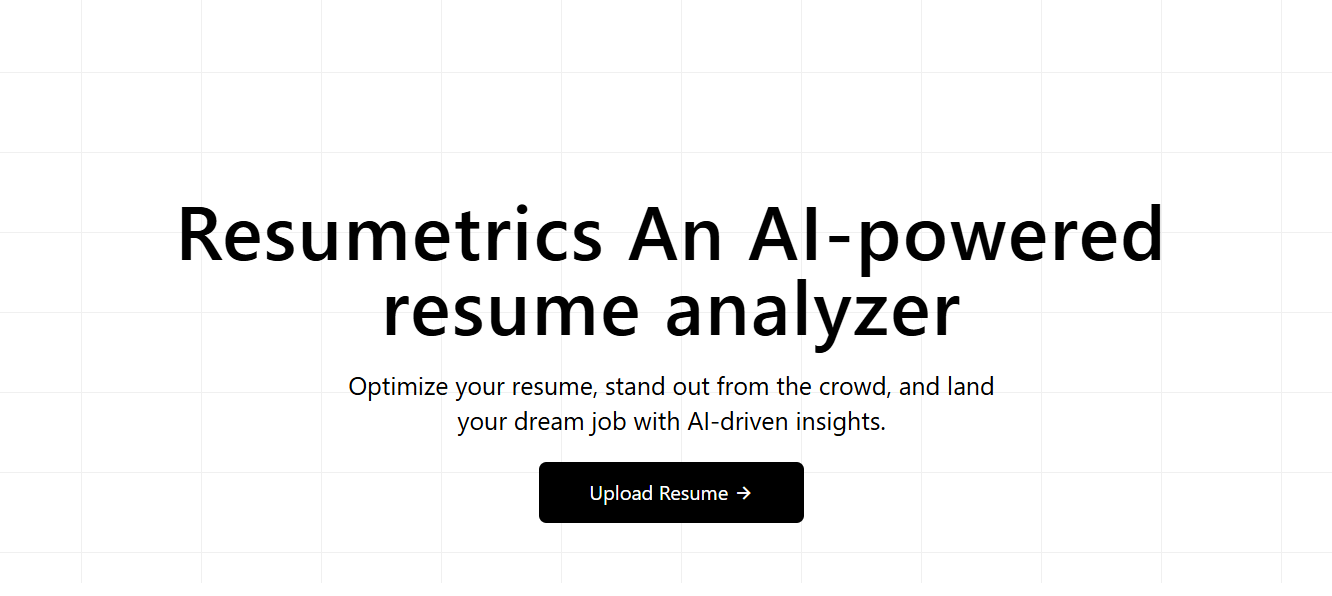 Resumetrics An AI-powered
resume analyzer
Optimize your resume, stand out from the crowd, and land
your dream job with AI-driven insights.
Upload Resume →